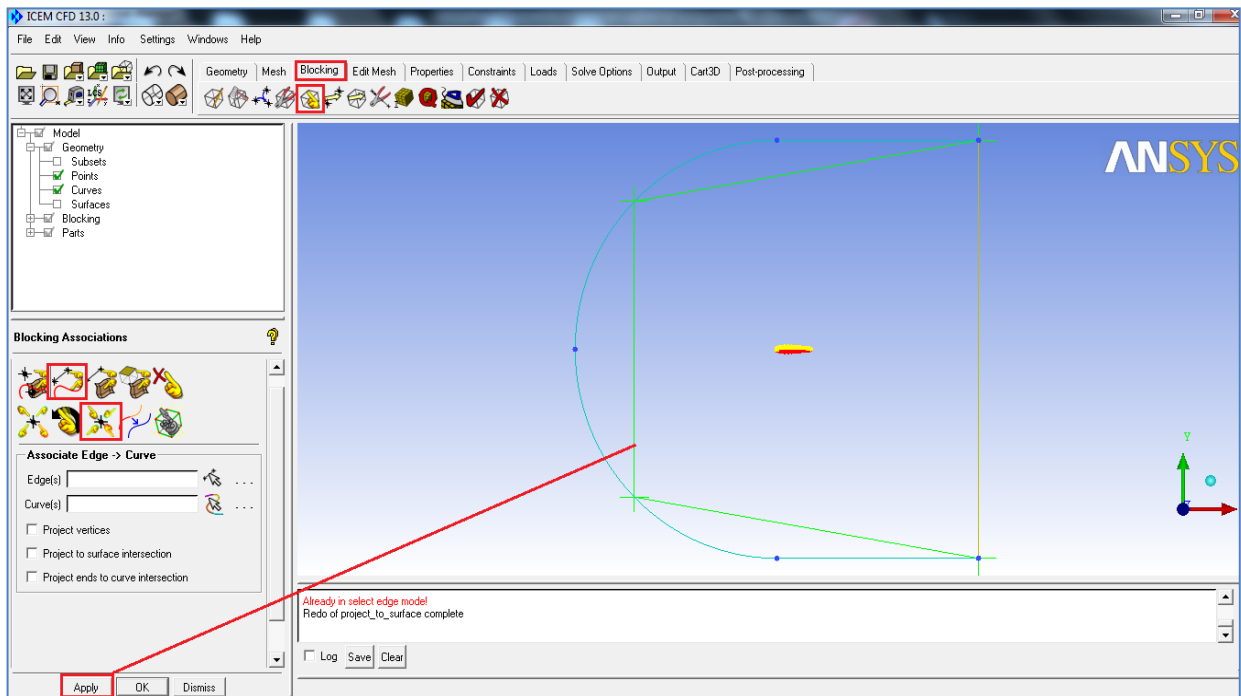 ICEM CFD 13.0 :
File Edit View Info Settings Windows Help
Geometry Mesh Blocking Edit Mesh Properties Constraints Loads Solve Options Output Cart3D Post-processing
Model
Geometry
Subsets
Points
Curves
Surfaces
Blocking
Parts
ANSYS
Blocking Associations
Associate Edge -> Curve
Edge(s) ...
Curve(s) ...
Project vertices
Project to surface intersection
Project ends to curve intersection
Y
Already in select edge mode!
Redo of project_to_surface complete
Log Save Clear
Apply OK Dismiss